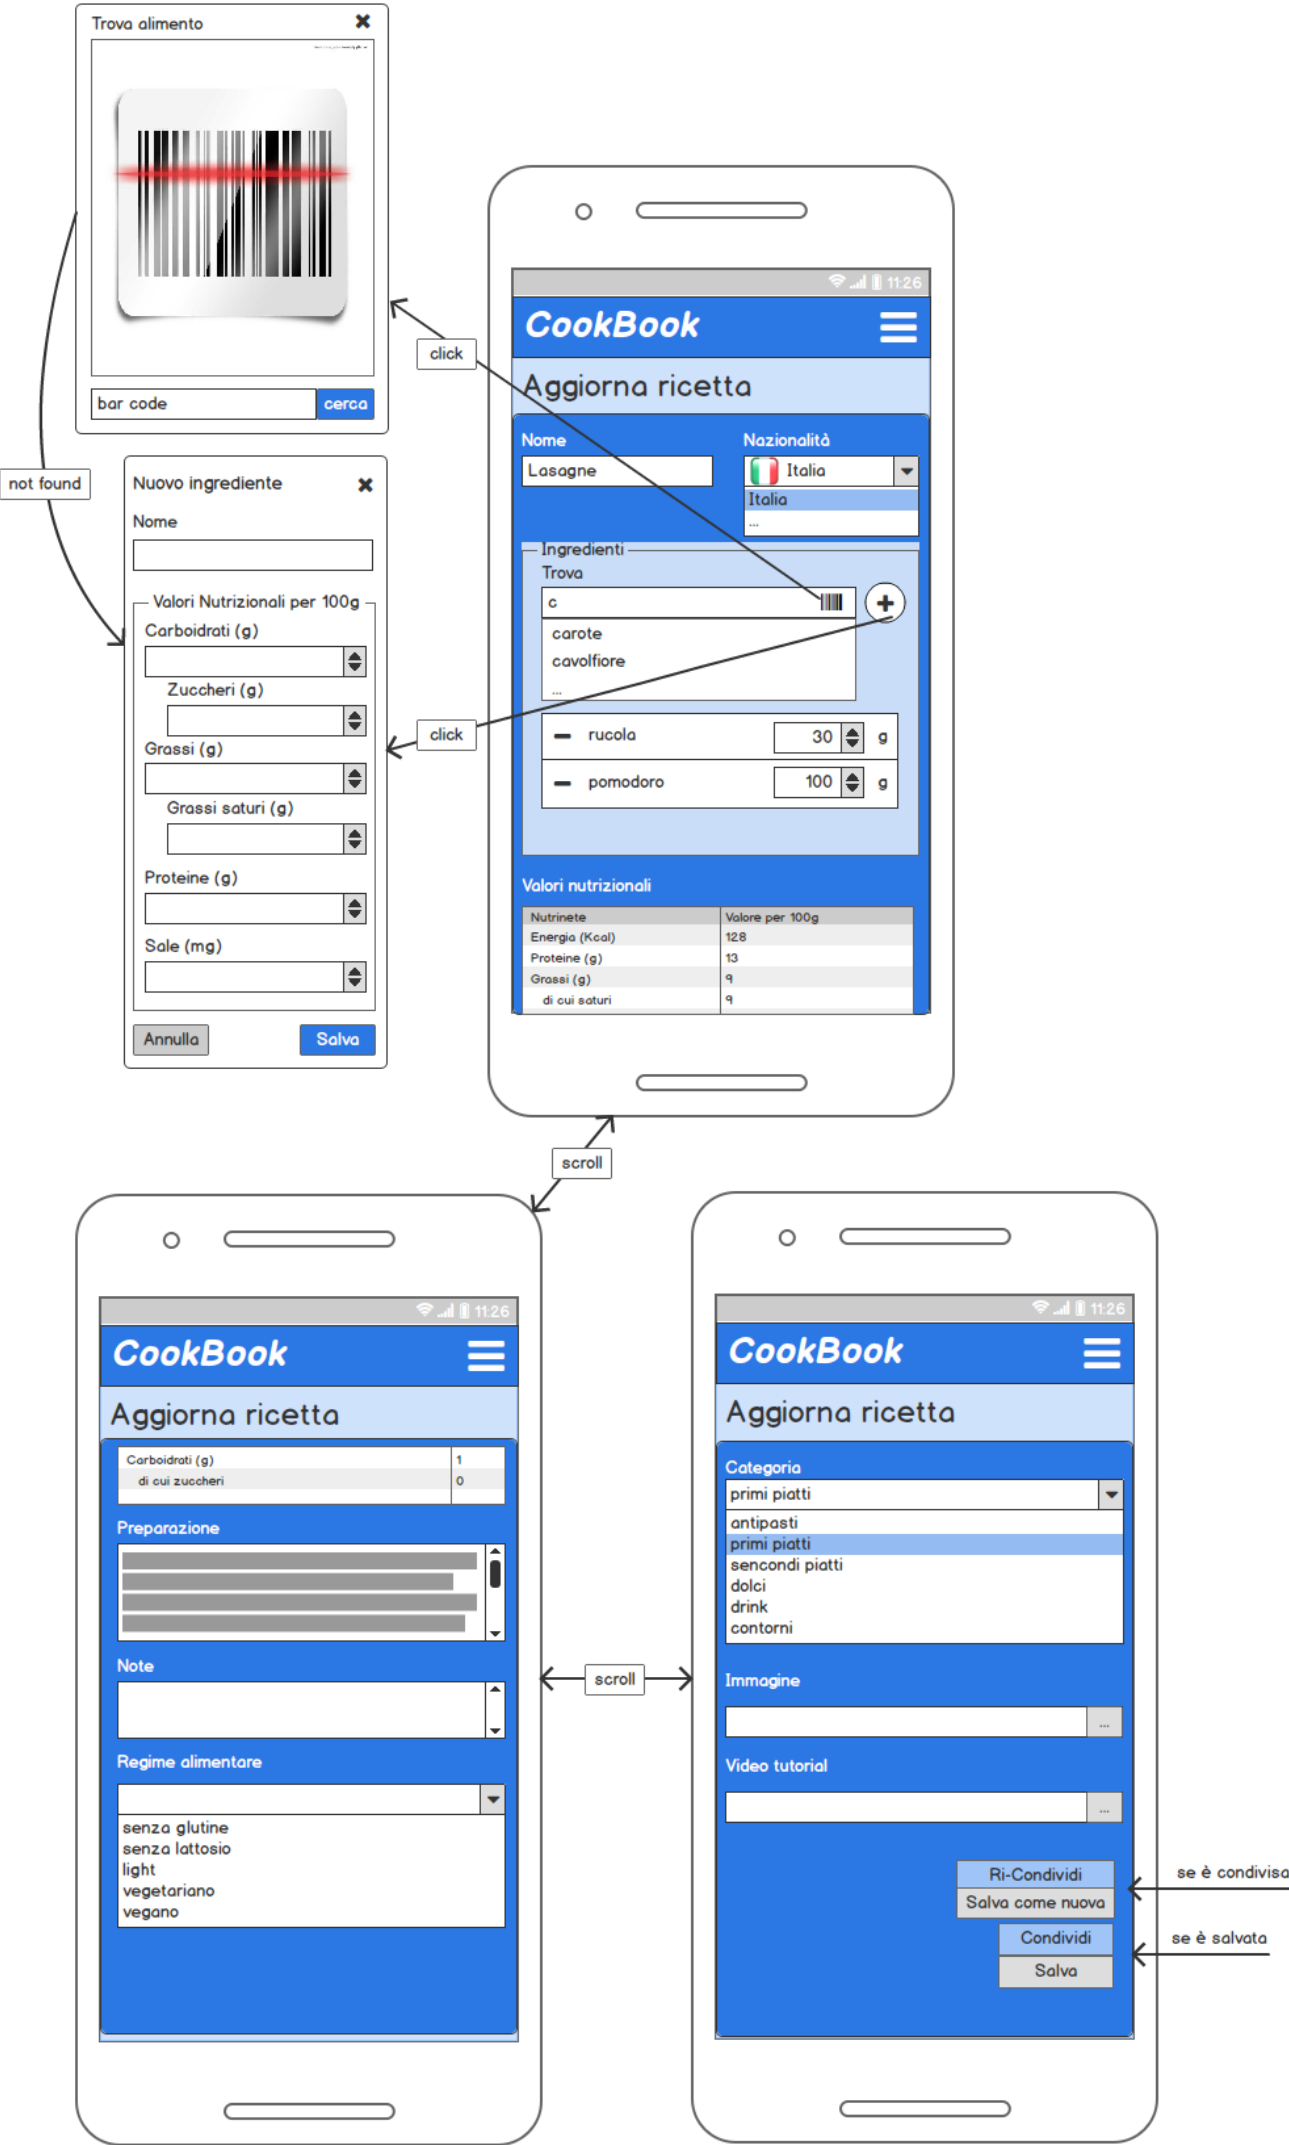 Trova alimento
bar code
cerca
not found
Nuovo ingrediente
Nome
Valori Nutrizionali per 100g
Carboidrati (g)
Zuccheri (g)
Grassi (g)
Grassi saturi (g)
Proteine (g)
Sale (mg)
Annulla
Salva
click
click
11:26
CookBook
Aggiorna ricetta
Nome
Nazionalità
Lasagne
Italia
Italia
...
Ingredienti
Trova
c
carote
cavolfiore
...
rucola 30 g
pomodoro 100 g
Valori nutrizionali
Nutrinete Valore per 100g
Energia (Kcal) 128
Proteine (g) 13
Grassi (g) 9
di cui saturi 9
scroll
11:26
CookBook
Aggiorna ricetta
Carboidrati (g) 1
di cui zuccheri 0
Preparazione
Note
Regime alimentare
senza glutine
senza lattosio
light
vegetariano
vegano
scroll
11:26
CookBook
Aggiorna ricetta
Categoria
primi piatti
antipasti
primi piatti
sencondi piatti
dolci
drink
contorni
Immagine
...
Video tutorial
...
Ri-Condividi
Salva come nuova
se è condivisa
Condividi
Salva
se è salvata